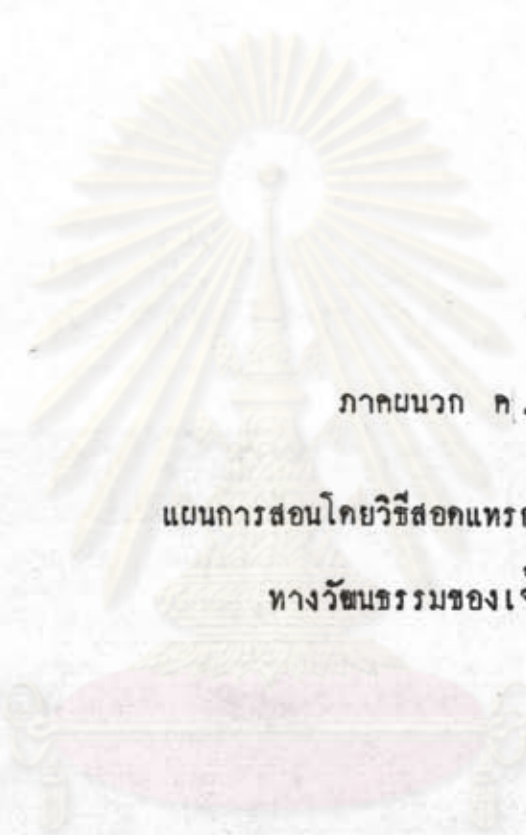 ภาคผนวก ค.
แผนการสอนโดยวิธีสอดแทรก
ทางวัฒนธรรมของ